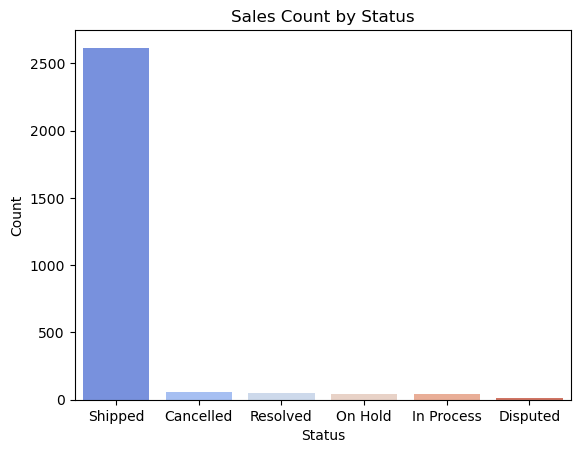 Sales Count by Status
Count
2500
2000
1500
1000
500
0
Shipped Cancelled Resolved On Hold In Process Disputed
Status